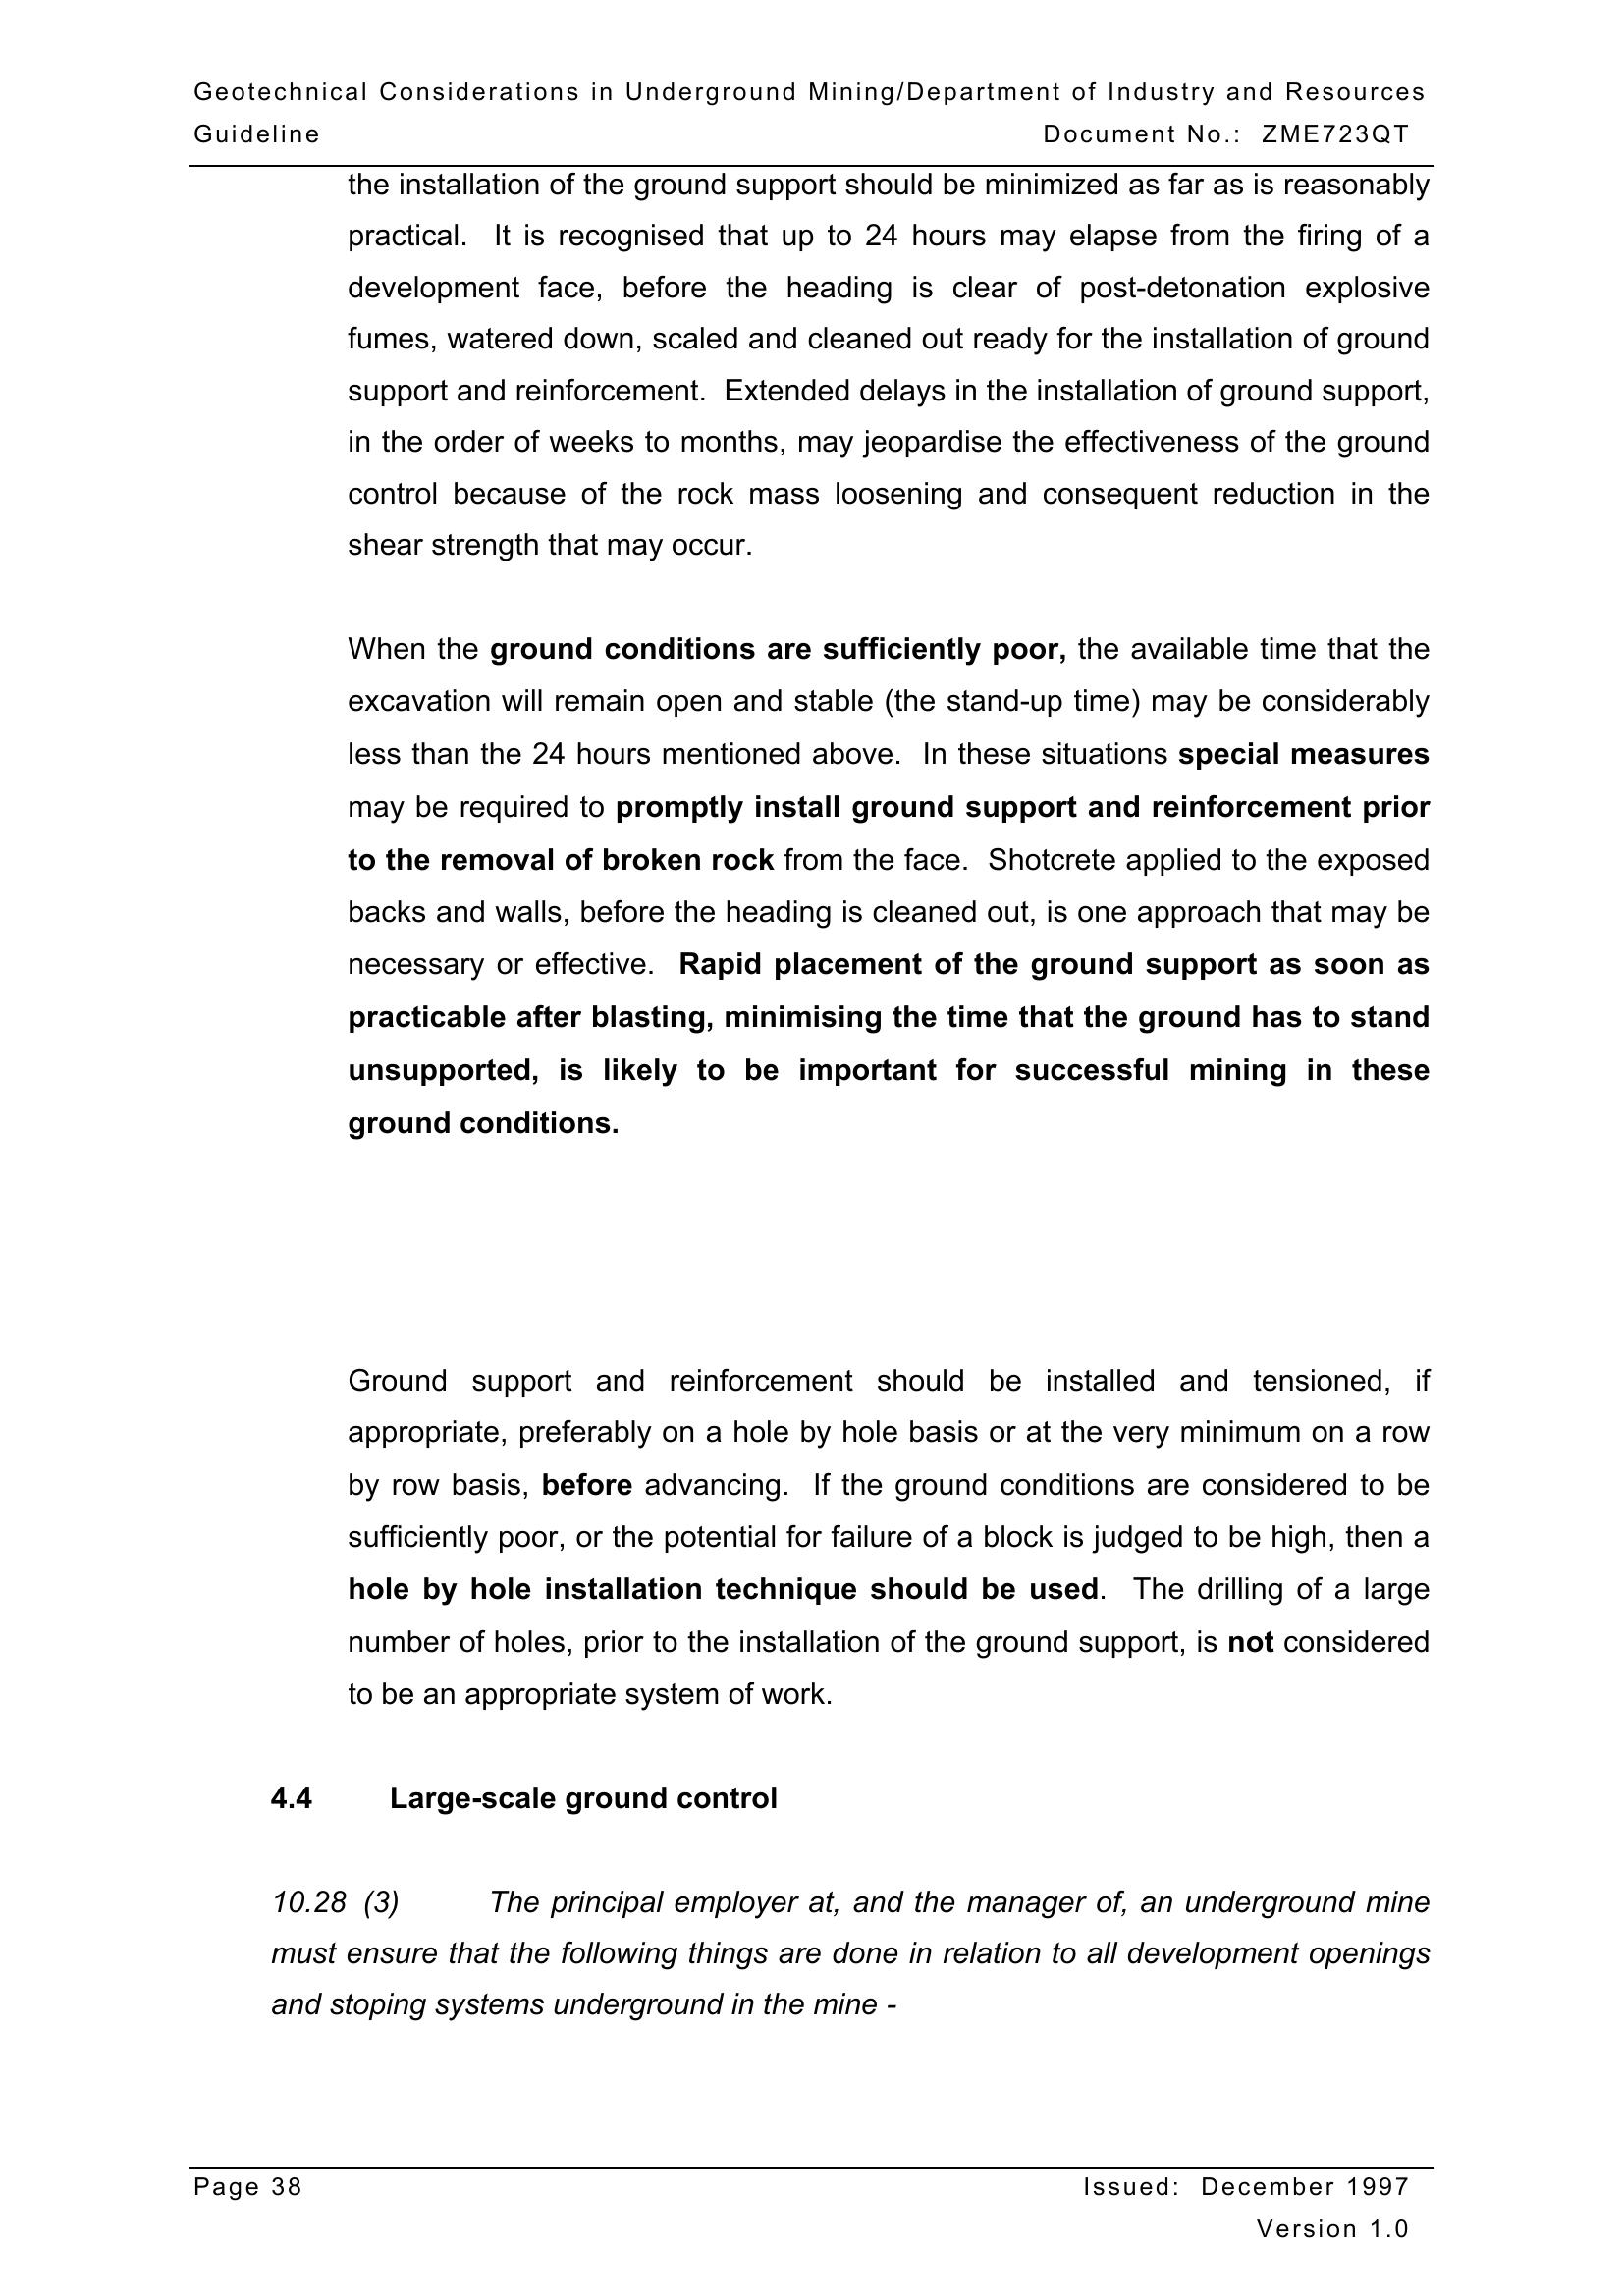 Geotechnical Considerations in Underground Mining/Department of Industry and Resources
Guideline Document No.: ZME723QT
the installation of the ground support should be minimized as far as is reasonably
practical. It is recognised that up to 24 hours may elapse from the firing of a
development face, before the heading is clear of post-detonation explosive
fumes, watered down, scaled and cleaned out ready for the installation of ground
support and reinforcement. Extended delays in the installation of ground support,
in the order of weeks to months, may jeopardise the effectiveness of the ground
control because of the rock mass loosening and consequent reduction in the
shear strength that may occur.
When the ground conditions are sufficiently poor, the available time that the
excavation will remain open and stable (the stand-up time) may be considerably
less than the 24 hours mentioned above. In these situations special measures
may be required to promptly install ground support and reinforcement prior
to the removal of broken rock from the face. Shotcrete applied to the exposed
backs and walls, before the heading is cleaned out, is one approach that may be
necessary or effective. Rapid placement of the ground support as soon as
practicable after blasting, minimising the time that the ground has to stand
unsupported, is likely to be important for successful mining in these
ground conditions.
Ground support and reinforcement should be installed and tensioned, if
appropriate, preferably on a hole by hole basis or at the very minimum on a row
by row basis, before advancing. If the ground conditions are considered to be
sufficiently poor, or the potential for failure of a block is judged to be high, then a
hole by hole installation technique should be used. The drilling of a large
number of holes, prior to the installation of the ground support, is not considered
to be an appropriate system of work.
4.4 Large-scale ground control
10.28 (3) The principal employer at, and the manager of, an underground mine
must ensure that the following things are done in relation to all development openings
and stoping systems underground in the mine -
Page 38 Issued: December 1997
Version 1.0